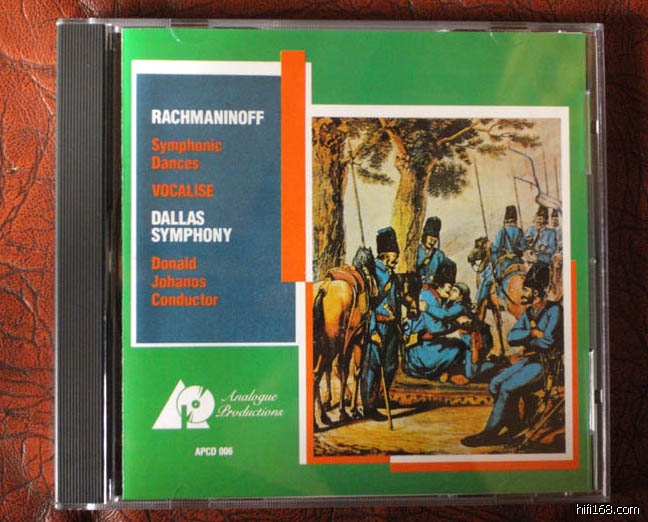 RACHMANINOFF
Symphonic
Dances
VOCALISE
DALLAS
SYMPHONY
Donald
Johanos
Conductor
Analogue
Productions
APCD 006
hifi168.com